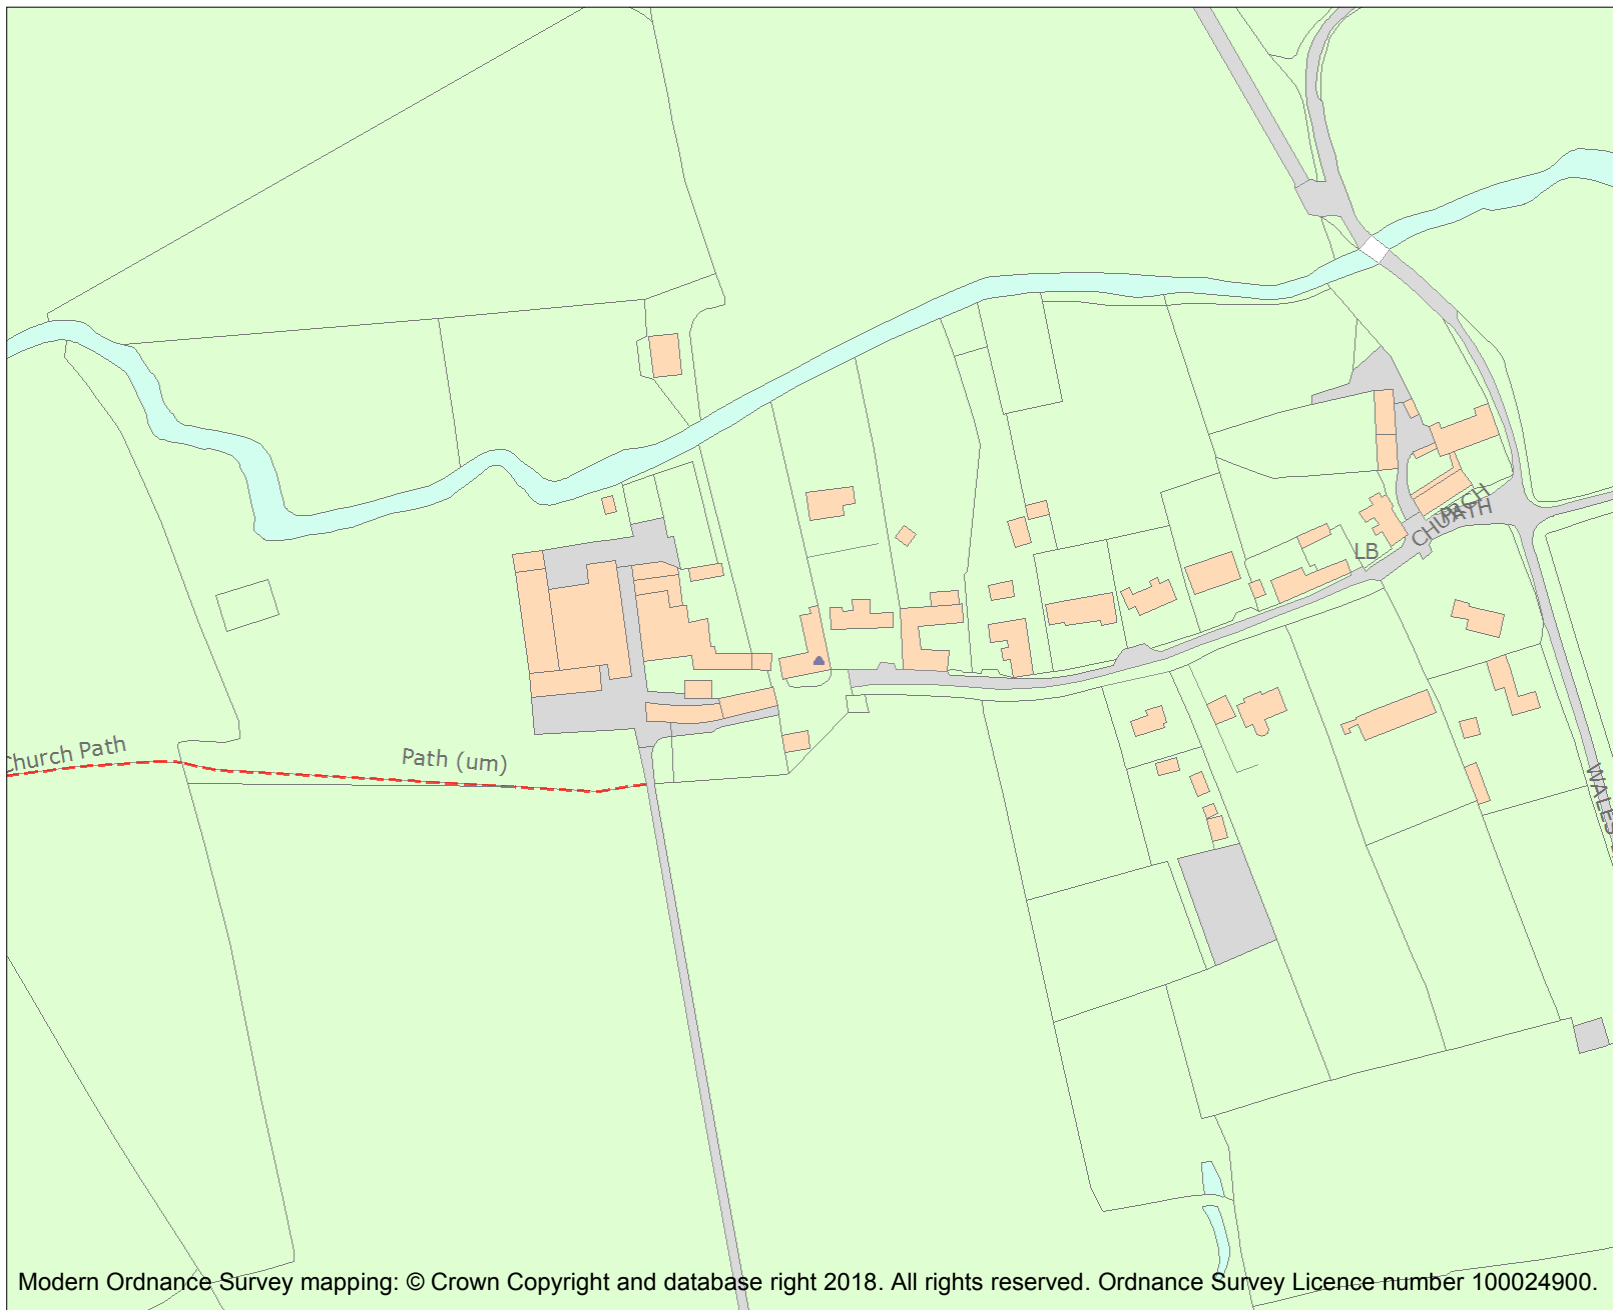 LB
CHURCH
PATH
Church Path
Path (um)
WALES
Modern Ordnance Survey mapping: © Crown Copyright and database right 2018. All rights reserved. Ordnance Survey Licence number 100024900.